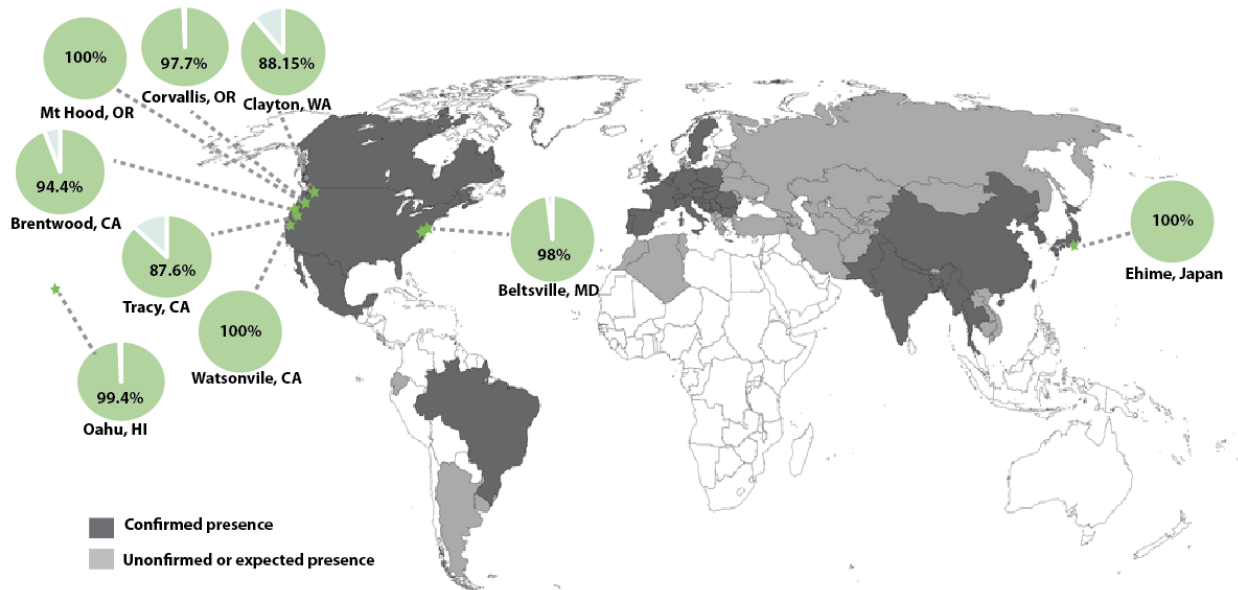 100%
Mt Hood, OR
97.7%
Corvallis, OR
88.15%
Clayton, WA
94.4%
Brentwood, CA
87.6%
Tracy, CA
100%
Watsonvile, CA
99.4%
Oahu, HI
98%
Beltsville, MD
100%
Ehime, Japan
Confirmed presence
Unonfirmed or expected presence